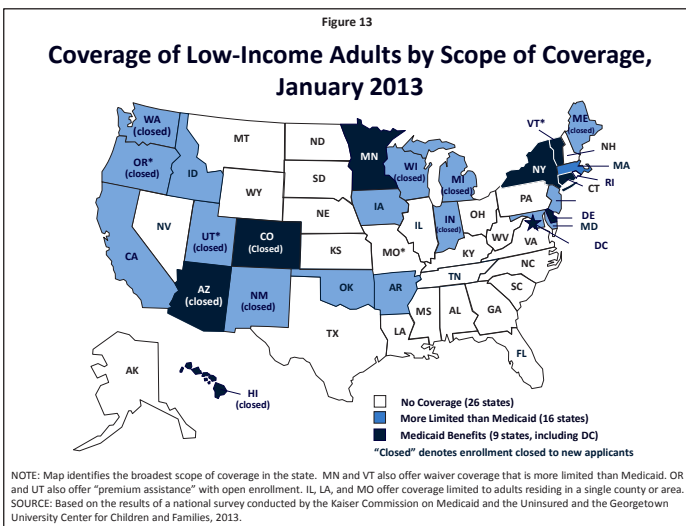 Figure 13
Coverage of Low-Income Adults by Scope of Coverage,
January 2013
WA
(closed)
OR*
(closed)
ID
MT
ND
MN
WY
SD
WI
(closed)
MI
(closed)
VT*
ME
(closed)
NH
NY
MA
RI
CT
PA
NV
UT*
(closed)
CO
(Closed)
NE
IA
IL
IN
(closed)
OH
WV
VA
DE
MD
DC
CA
KS
MO*
KY
NC
AZ
(closed)
NM
(closed)
OK
AR
TN
SC
TX
LA
MS
AL
GA
FL
AK
HI
(closed)
No Coverage (26 states)
More Limited than Medicaid (16 states)
Medicaid Benefits (9 states, including DC)
“Closed” denotes enrollment closed to new applicants
NOTE: Map identifies the broadest scope of coverage in the state. MN and VT also offer waiver coverage that is more limited than Medicaid. OR
and UT also offer “premium assistance” with open enrollment. IL, LA, and MO offer coverage limited to adults residing in a single county or area.
SOURCE: Based on the results of a national survey conducted by the Kaiser Commission on Medicaid and the Uninsured and the Georgetown
University Center for Children and Families, 2013.